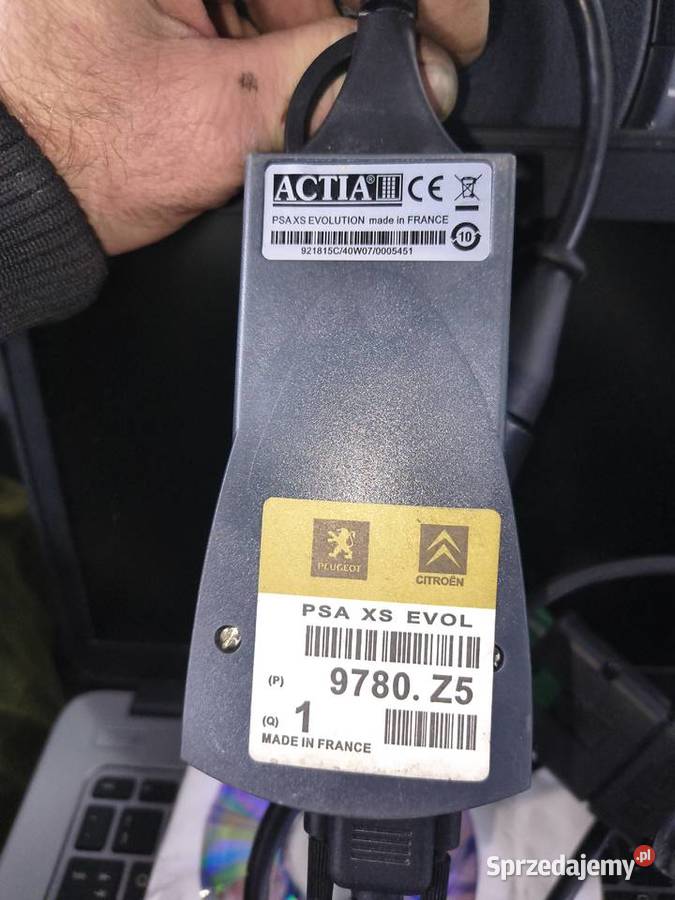 ACTIA® CE
PSA XS EVOLUTION made in FRANCE
10
921815C/40W07/0005451
PEUGEOT
CITROËN
PSA XS EVOL
(P) 9780. Z5
(Q) 1
MADE IN FRANCE
Sprzedajemy.pl